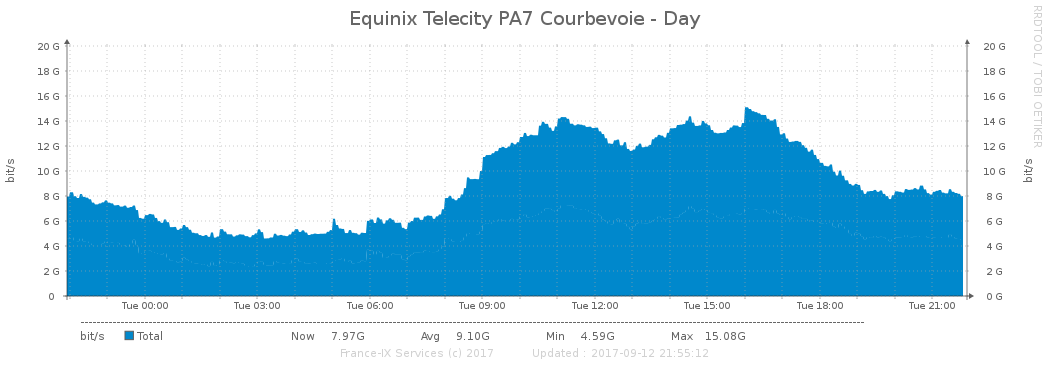 Equinix Telecity PA7 Courbevoie - Day
RRDTOOL / TOBI OETIKER
20 G 20 G
18 G 18 G
16 G 16 G
14 G 14 G
12 G 12 G
10 G 10 G
8 G 8 G
6 G 6 G
4 G 4 G
2 G 2 G
0 0 G
bit/s
bit/s
Tue 00:00 Tue 03:00 Tue 06:00 Tue 09:00 Tue 12:00 Tue 15:00 Tue 18:00 Tue 21:00
bit/s Total Now 7.97G Avg 9.10G Min 4.59G Max 15.08G
France-IX Services (c) 2017 Updated : 2017-09-12 21:55:12